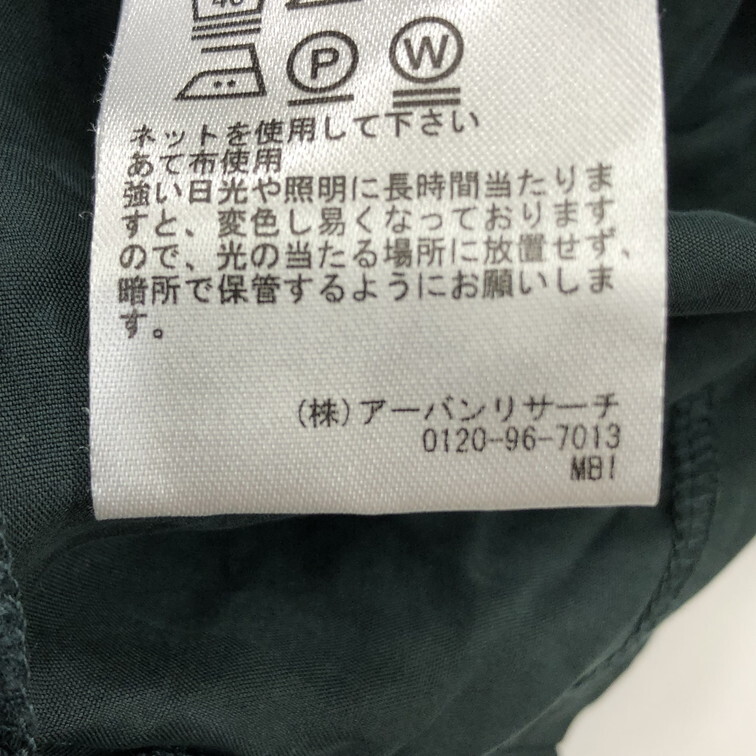 40
P W
ネットを使用して下さい
あて布使用
強い日光や照明に長時間当たりま
すと、変色し易くなっております
ので、光の当たる場所に放置せず、
暗所で保管するようにお願いしま
す。
(株)アーバンリサーチ
0120-96-7013
MBI